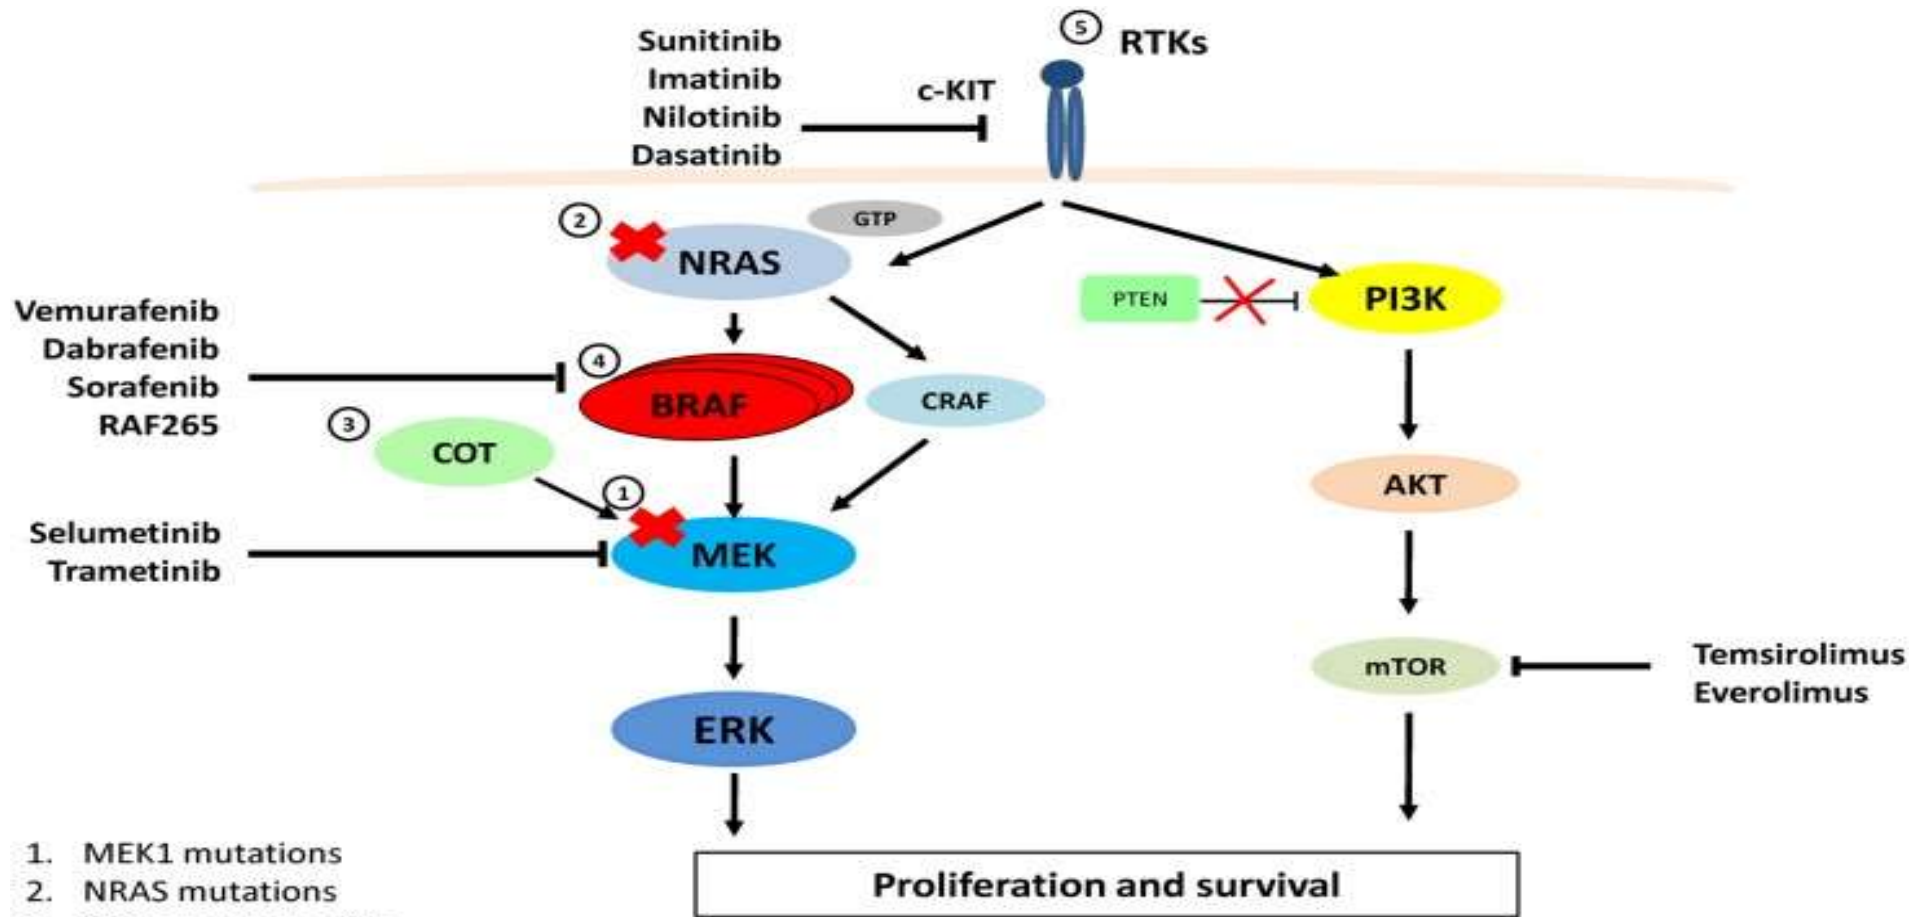 5 RTKs
Sunitinib
Imatinib
Nilotinib
Dasatinib
c-KIT
2
NRAS
GTP
PTEN
PI3K
Vemurafenib
Dabrafenib
Sorafenib
RAF265
4
BRAF
CRAF
3
COT
AKT
1
MEK
Selumetinib
Trametinib
mTOR
Temsirolimus
Everolimus
ERK
1. MEK1 mutations
2. NRAS mutations
Proliferation and survival